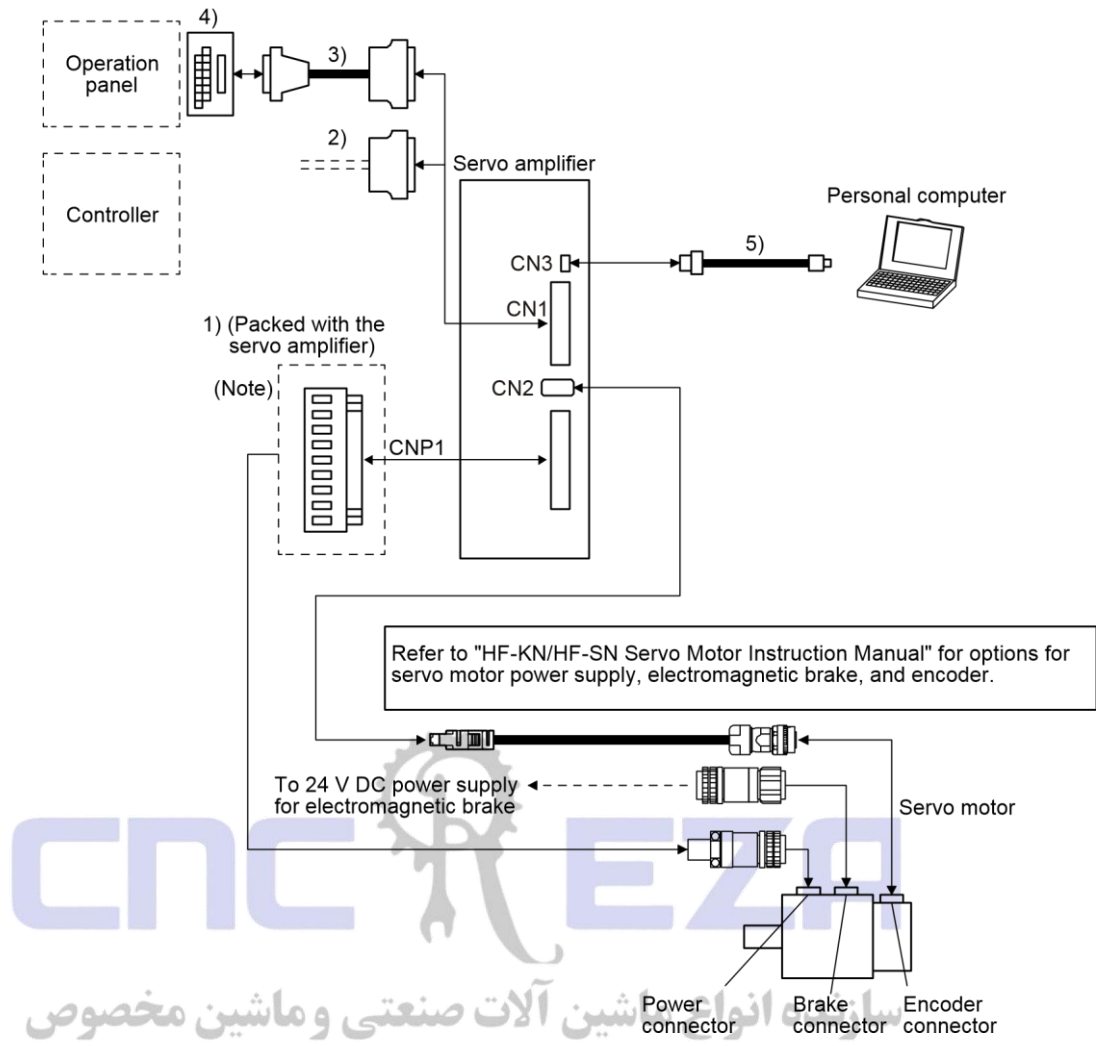 4)
Operation
panel
3)
2)
Controller
Servo amplifier
Personal computer
5)
CN3
CN1
1) (Packed with the
servo amplifier)
(Note)
CN2
CNP1
Refer to "HF-KN/HF-SN Servo Motor Instruction Manual" for options for
servo motor power supply, electromagnetic brake, and encoder.
To 24 V DC power supply
for electromagnetic brake
Servo motor
CNC REZA
سازنده انواع ماشین آلات صنعتی و ماشین مخصوص
Power
connector
Brake
connector
Encoder
connector